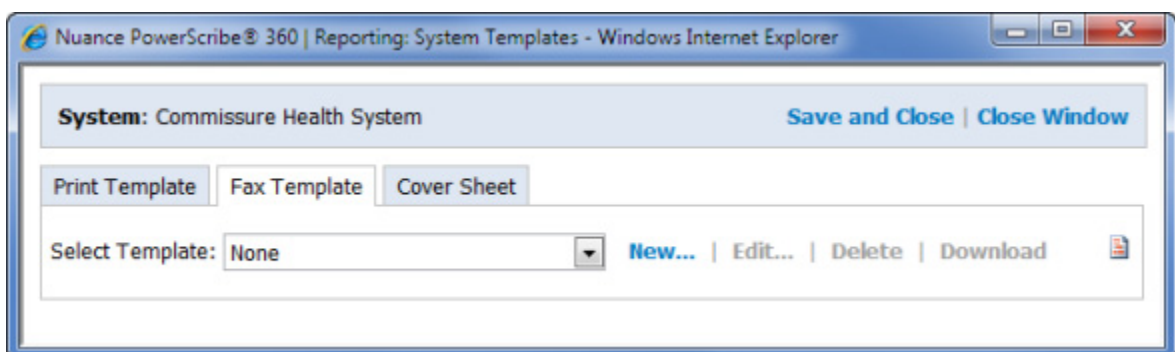 Nuance PowerScribe® 360 | Reporting: System Templates - Windows Internet Explorer
System: Commissure Health System Save and Close | Close Window
Print Template Fax Template Cover Sheet
Select Template: None New... | Edit... | Delete | Download